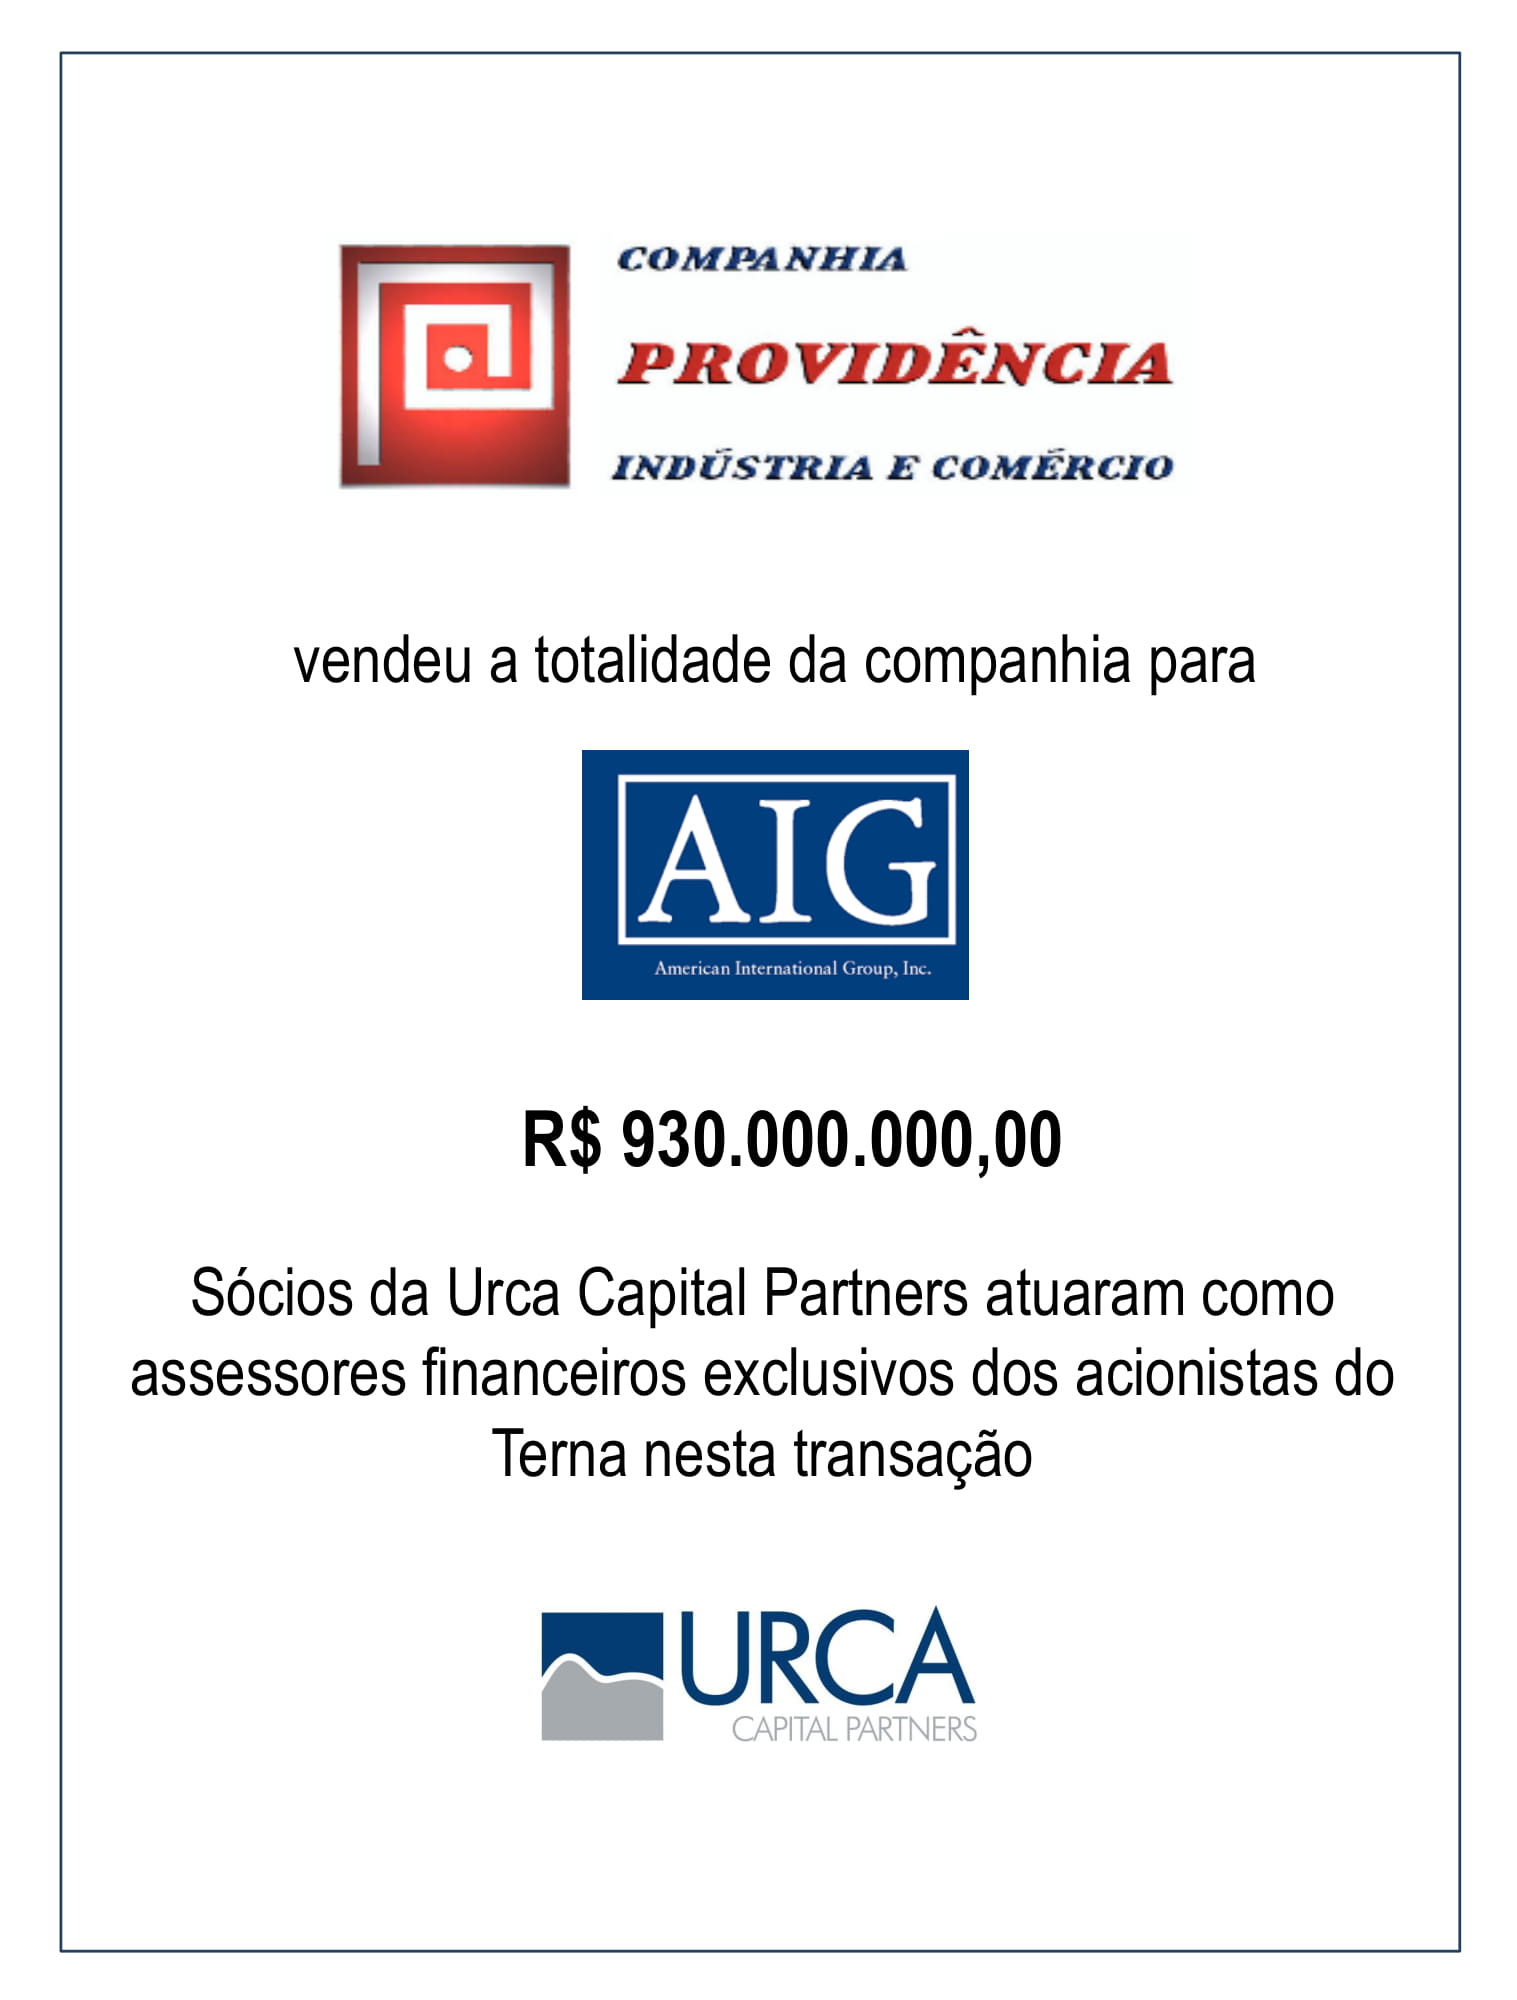 COMPANHIA
PROVIDÊNCIA
INDÚSTRIA E COMÉRCIO
vendeu a totalidade da companhia para
AIG
American International Group, Inc.
R$ 930.000.000,00
Sócios da Urca Capital Partners atuaram como
assessores financeiros exclusivos dos acionistas do
Terna nesta transação
URCA
CAPITAL PARTNERS